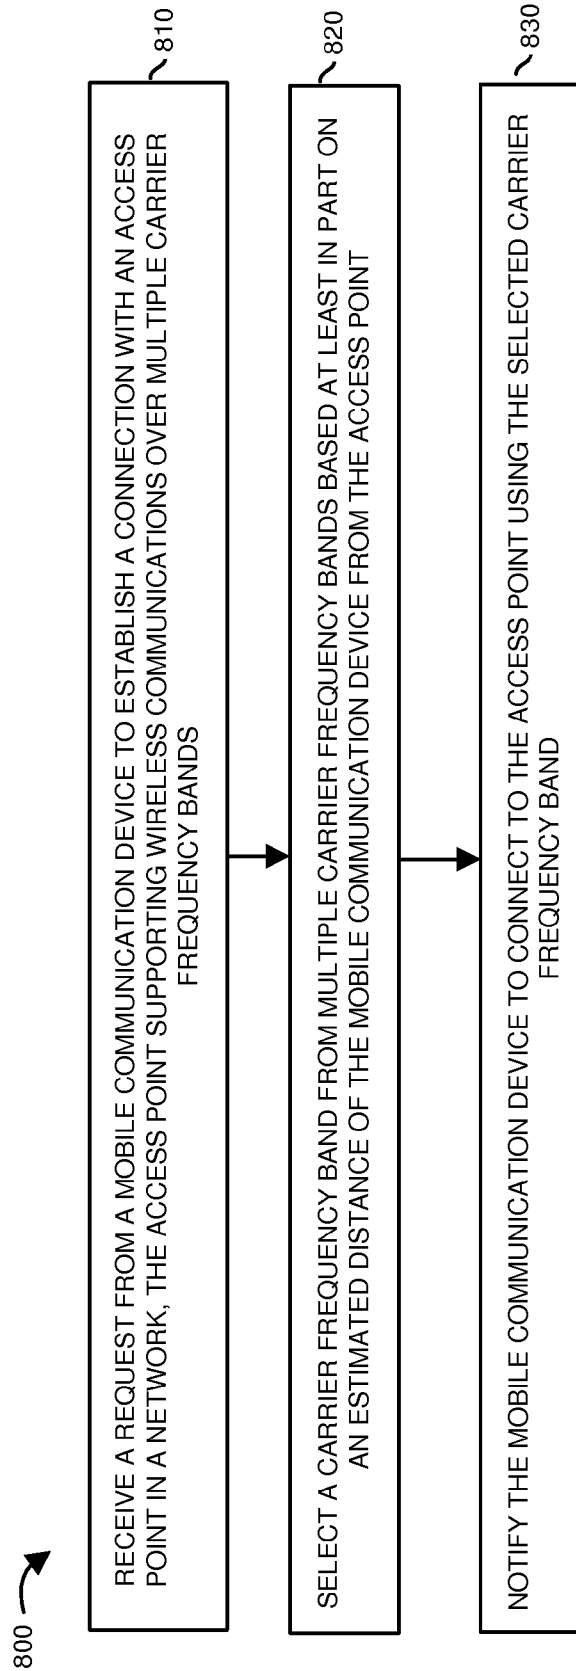 800
810
RECEIVE A REQUEST FROM A MOBILE COMMUNICATION DEVICE TO ESTABLISH A CONNECTION WITH AN ACCESS
POINT IN A NETWORK, THE ACCESS POINT SUPPORTING WIRELESS COMMUNICATIONS OVER MULTIPLE CARRIER
FREQUENCY BANDS
820
SELECT A CARRIER FREQUENCY BAND FROM MULTIPLE CARRIER FREQUENCY BANDS BASED AT LEAST IN PART ON
AN ESTIMATED DISTANCE OF THE MOBILE COMMUNICATION DEVICE FROM THE ACCESS POINT
830
NOTIFY THE MOBILE COMMUNICATION DEVICE TO CONNECT TO THE ACCESS POINT USING THE SELECTED CARRIER
FREQUENCY BAND